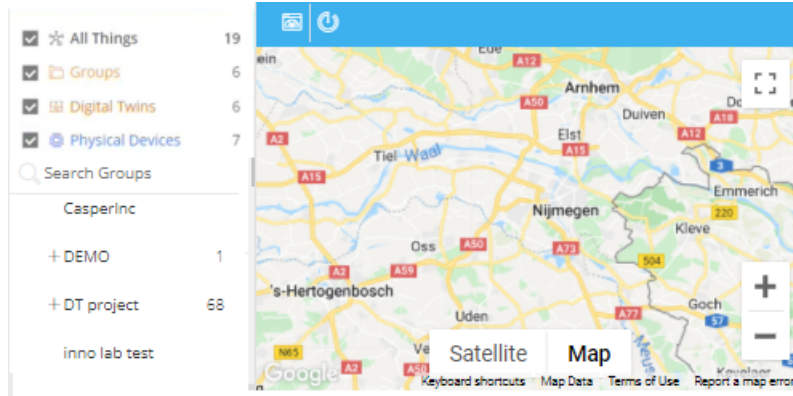 All Things 19
Groups 6
Digital Twins 6
Physical Devices 7
Search Groups
CasperInc
+ DEMO 1
+ DT project 68
inno lab test
Ede
A12
Arnhem
A50
Duiven
A18
A2
Elst
A12
A15
Tiel
Waal
3
A15
Emmerich
Nijmegen
220
Kleve
Oss
A50
A73
504
A2
A59
's-Hertogenbosch
Goch
Uden
A77
57
N65
Satellite
Map
A2
A50
Google
Keyboard shortcuts
Map Data
Terms of Use
Report a map error